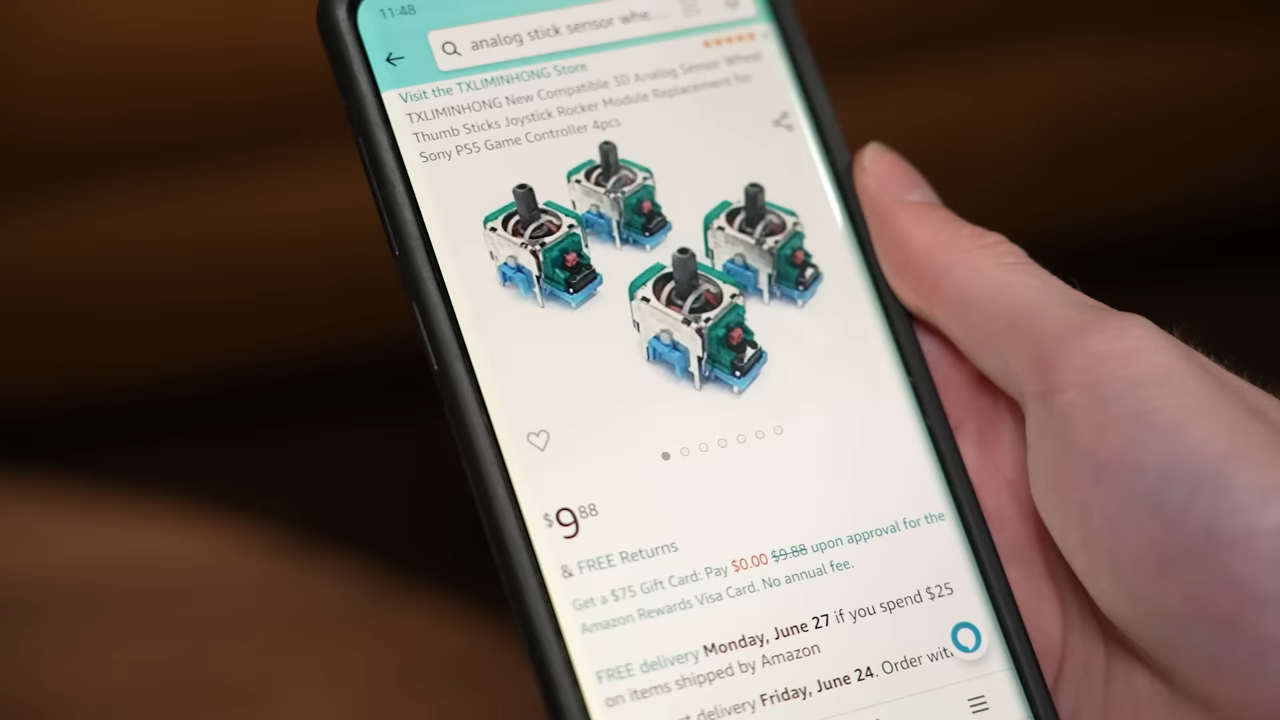 11:48
analog stick sensor whe...
Visit the TXLIMINHONG Store
TXLIMINHONG New Compatible 3D Analog Sensor Wheel
Thumb Sticks Joystick Rocker Module Replacement for
Sony PS5 Game Controller 4pcs
$9 88
& FREE Returns
Get a $75 Gift Card: Pay $0.00 $9.88 upon approval for the
Amazon Rewards Visa Card. No annual fee.
FREE delivery Monday, June 27 if you spend $25
on items shipped by Amazon
delivery Friday, June 24. Order